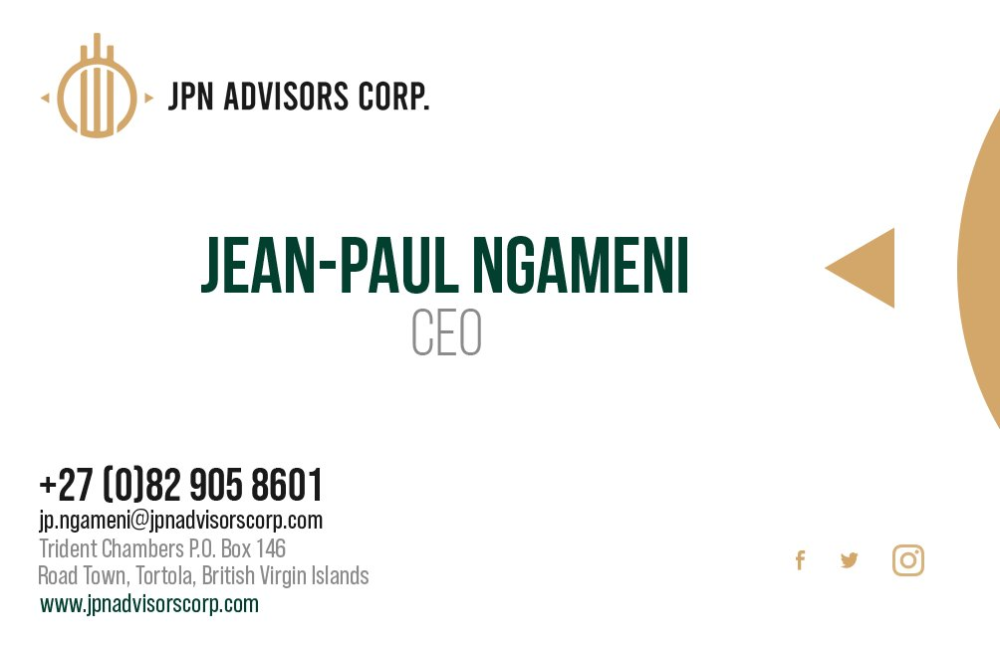 JPN ADVISORS CORP.
JEAN-PAUL NGAMENI
CEO
+27 (0)82 905 8601
jp.ngameni@jpnadvisorscorp.com
Trident Chambers P.O. Box 146
Road Town, Tortola, British Virgin Islands
www.jpnadvisorscorp.com